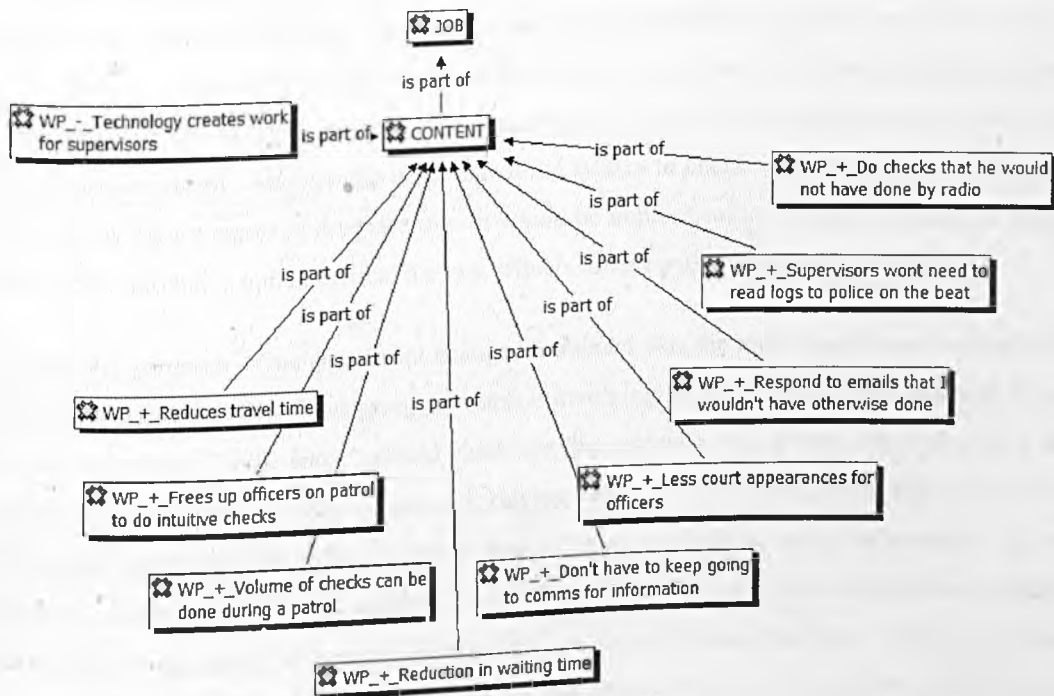 JOB
is part of
WP_-_Technology creates work
for supervisors
is part of
CONTENT
is part of
WP_+_Do checks that he would
not have done by radio
is part of
WP_+_Supervisors wont need to
read logs to police on the beat
is part of
is part of
is part of
is part of
is part of
is part of
is part of
WP_+_Respond to emails that I
wouldn't have otherwise done
WP_+_Reduces travel time
WP_+_Less court appearances for
officers
WP_+_Frees up officers on patrol
to do intuitive checks
WP_+_Don't have to keep going
to comms for information
WP_+_Volume of checks can be
done during a patrol
WP_+_Reduction in waiting time